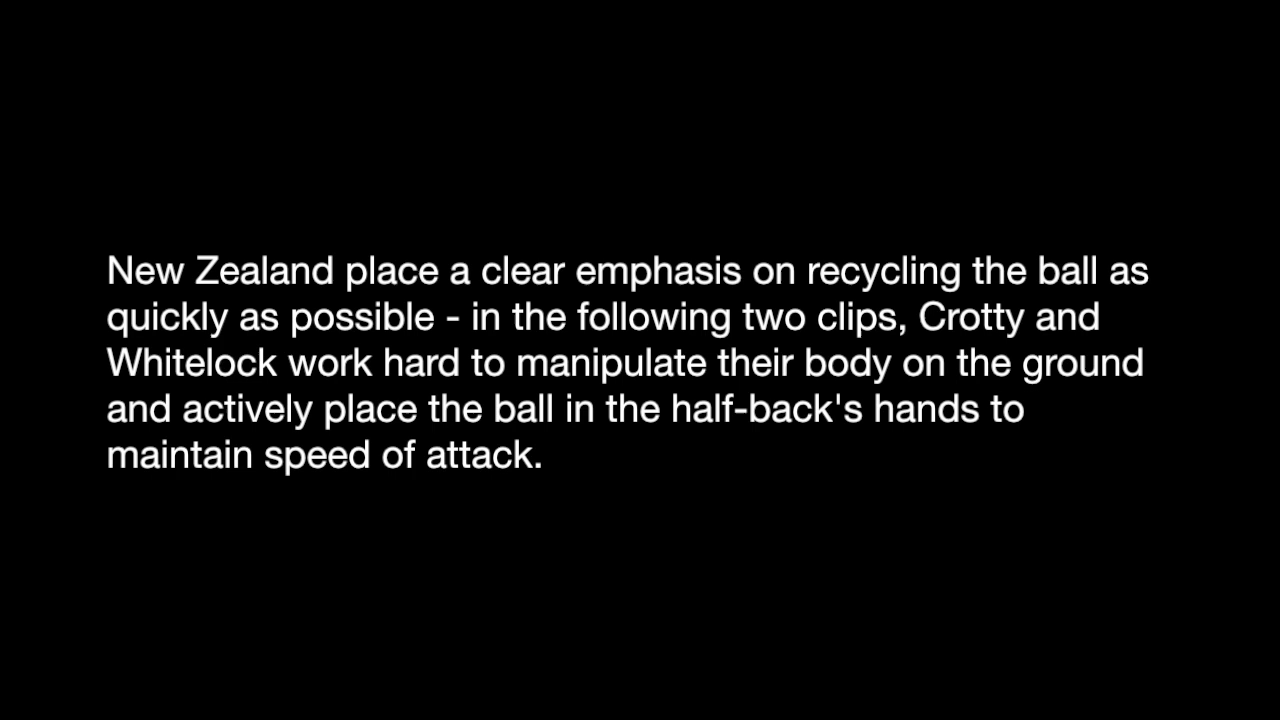 New Zealand place a clear emphasis on recycling the ball as
quickly as possible - in the following two clips, Crotty and
Whitelock work hard to manipulate their body on the ground
and actively place the ball in the half-back's hands to
maintain speed of attack.